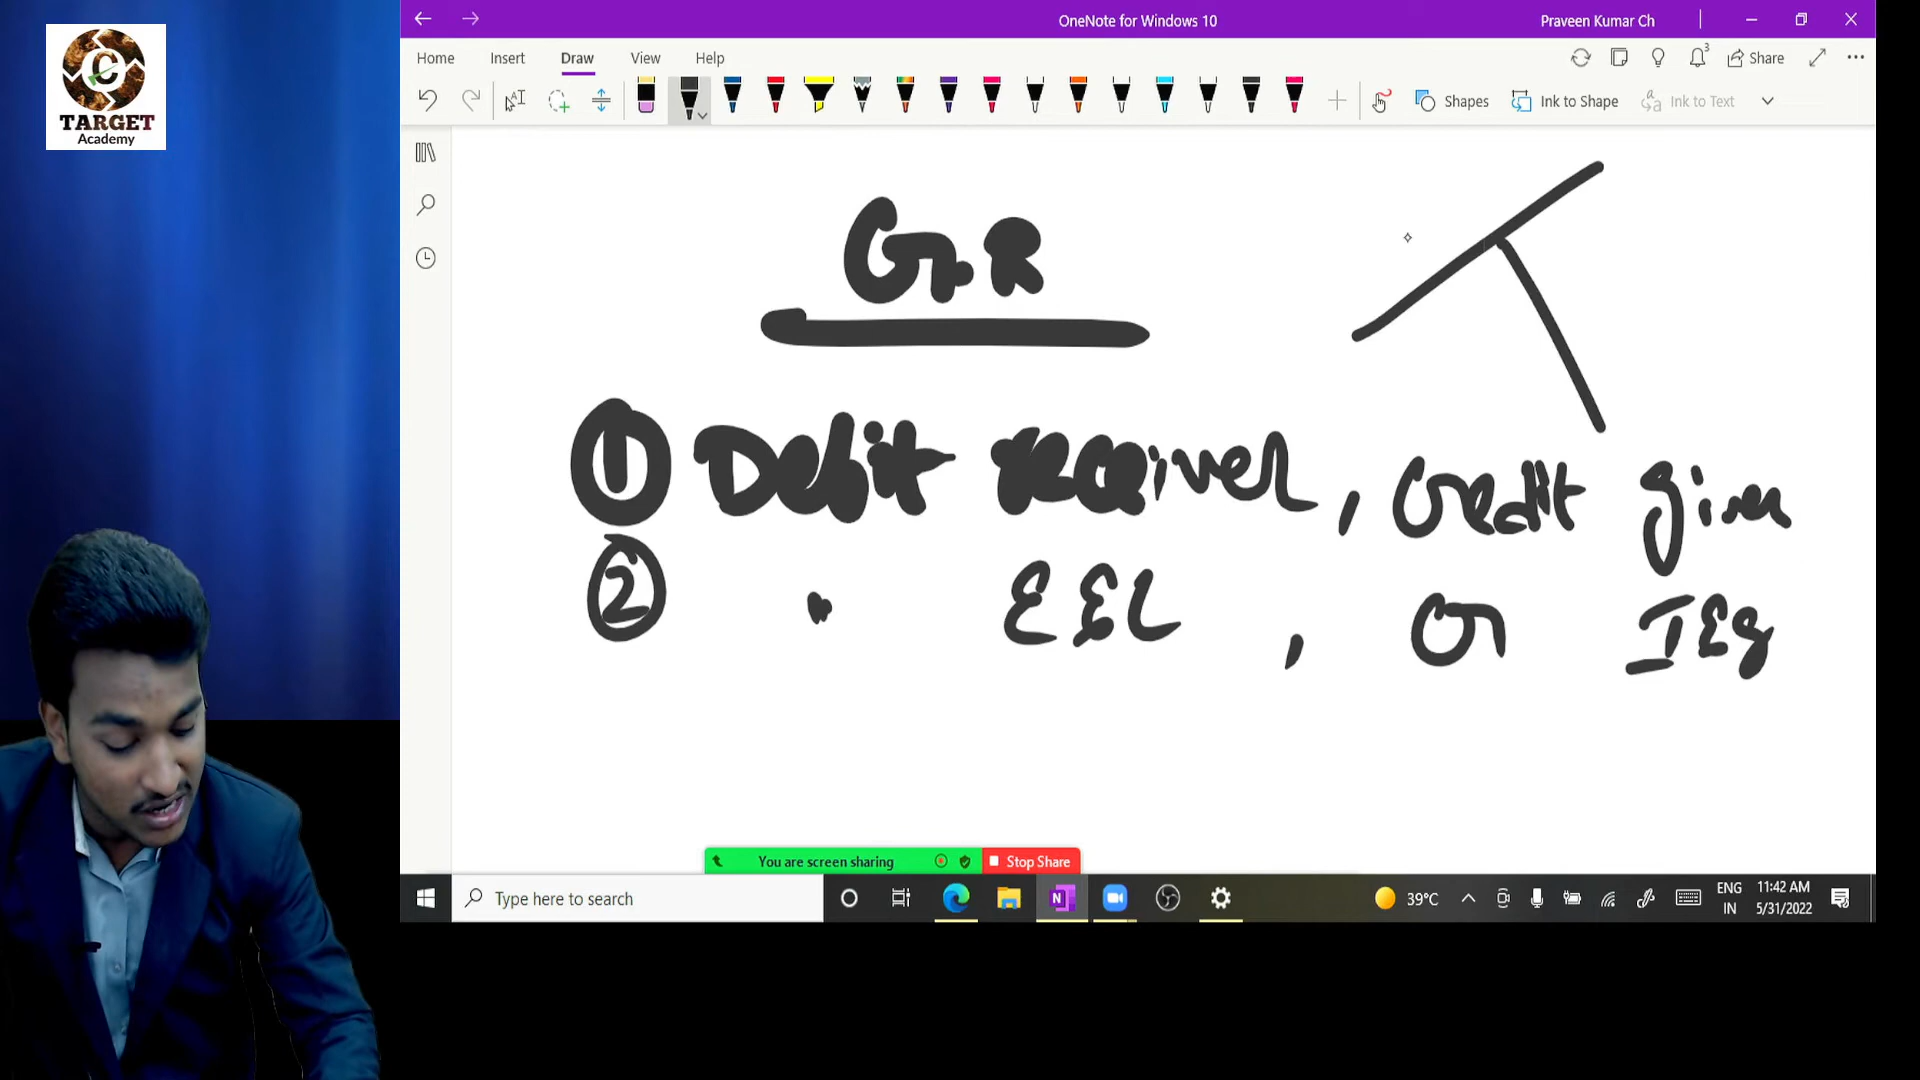 TARGET
Academy
OneNote for Windows 10
Praveen Kumar Ch
Home Insert Draw View Help
3
Share
Shapes
Ink to Shape
Ink to Text
G.R
1 Debit receiver, Credit giver
2 " E&L, Cr I&G
You are screen sharing
Stop Share
Type here to search
N
39°C
ENG
IN
11:42 AM
5/31/2022